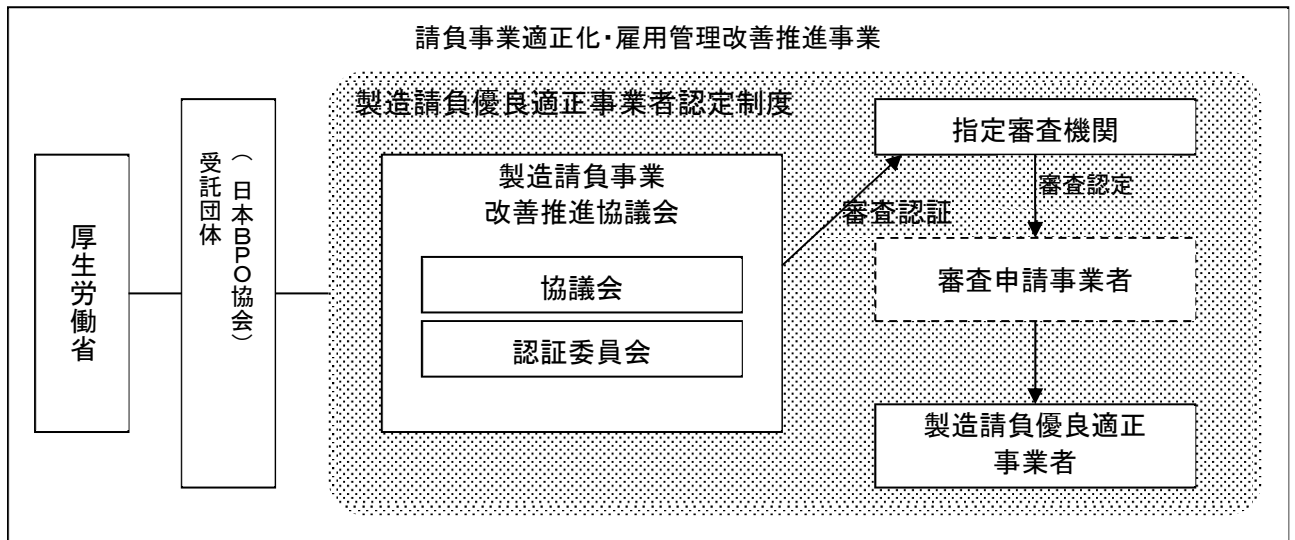 請負事業適正化・雇用管理改善推進事業
製造請負優良適正事業者認定制度
厚生労働省
受託団体
（日本BPO協会）
製造請負事業
改善推進協議会
協議会
認証委員会
審査認証
指定審査機関
審査認定
審査申請事業者
製造請負優良適正
事業者